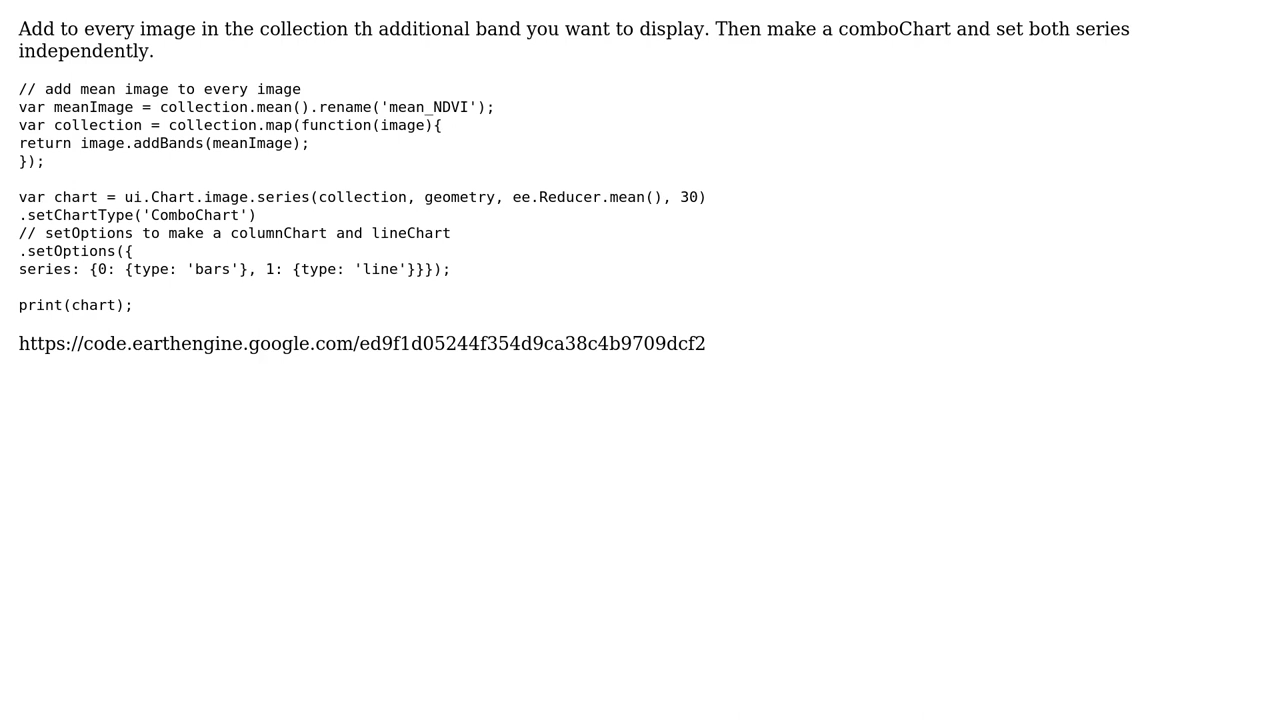 Add to every image in the collection th additional band you want to display. Then make a comboChart and set both series
independently.
// add mean image to every image
var meanImage = collection.mean().rename('mean_NDVI');
var collection = collection.map(function(image){
return image.addBands(meanImage);
});
var chart = ui.Chart.image.series(collection, geometry, ee.Reducer.mean(), 30)
.setChartType('ComboChart')
// setOptions to make a columnChart and lineChart
.setOptions({
series: {0: {type: 'bars'}, 1: {type: 'line'}}});
print(chart);
https://code.earthengine.google.com/ed9f1d05244f354d9ca38c4b9709dcf2